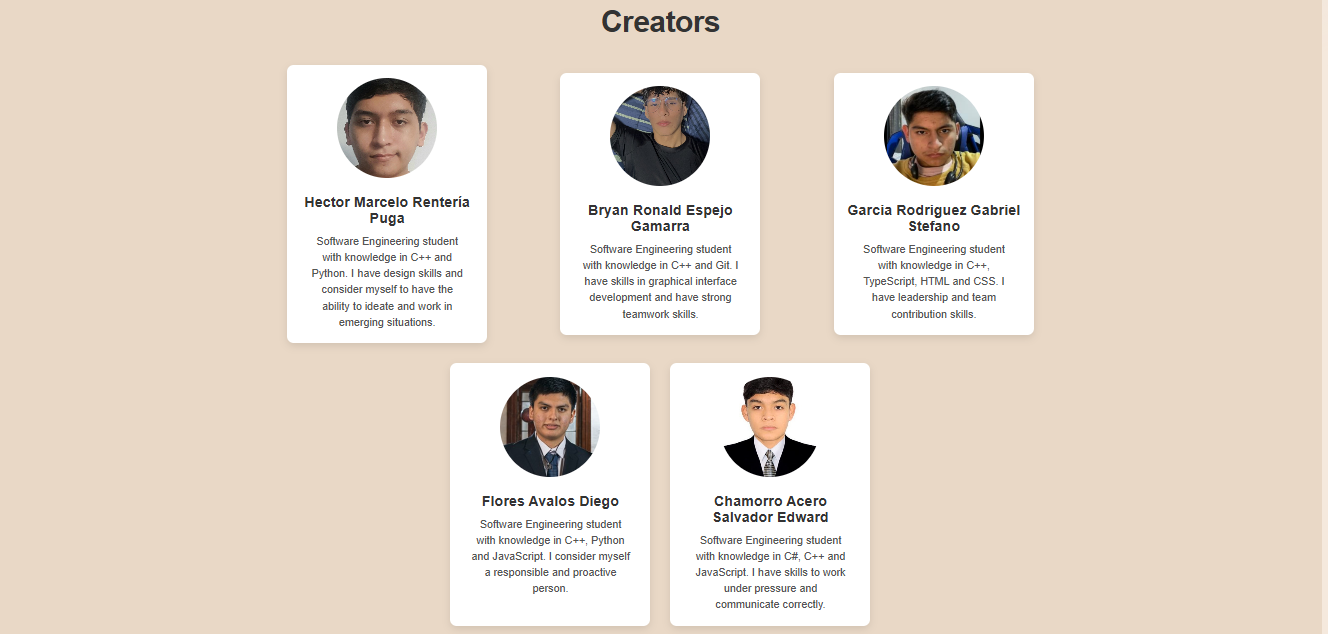 Creators
Hector Marcelo Rentería
Puga
Software Engineering student
with knowledge in C++ and
Python. I have design skills and
consider myself to have the
ability to ideate and work in
emerging situations.
Bryan Ronald Espejo
Gamarra
Software Engineering student
with knowledge in C++ and Git. I
have skills in graphical interface
development and have strong
teamwork skills.
Garcia Rodriguez Gabriel
Stefano
Software Engineering student
with knowledge in C++,
TypeScript, HTML and CSS. I
have leadership and team
contribution skills.
Flores Avalos Diego
Software Engineering student
with knowledge in C++, Python
and JavaScript. I consider myself
a responsible and proactive
person.
Chamorro Acero
Salvador Edward
Software Engineering student
with knowledge in C#, C++ and
JavaScript. I have skills to work
under pressure and
communicate correctly.